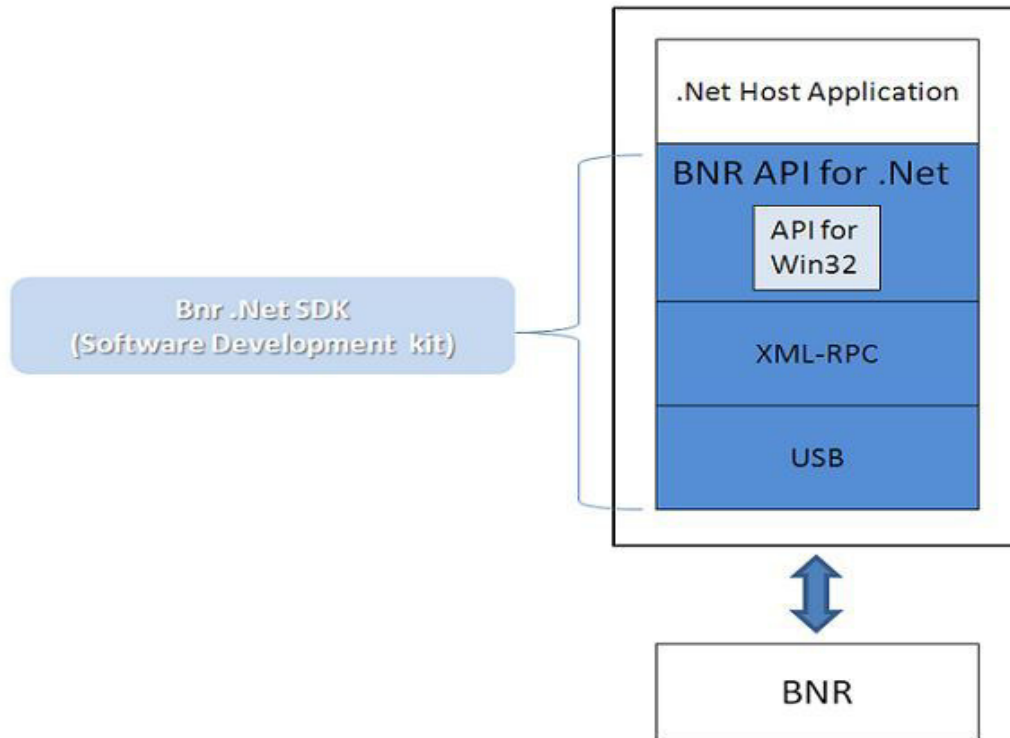 .Net Host Application
BNR API for .Net
API for
Win32
Bnr .Net SDK
(Software Development kit)
XML-RPC
USB
BNR